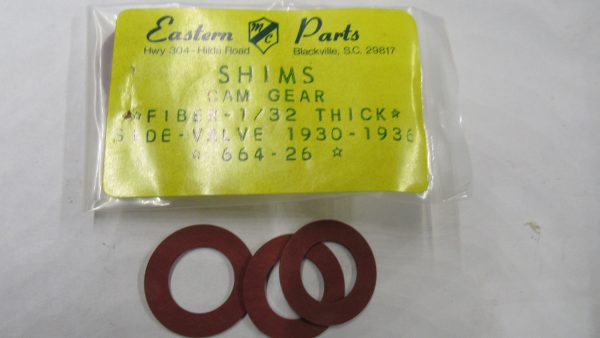 Eastern MC Parts
Hwy 304-Hilda Road Blackville, S.C. 29817
SHIMS
CAM GEAR
☆FIBER-1/32 THICK☆
SIDE-VALVE 1930-1936
☆ 664-26 ☆